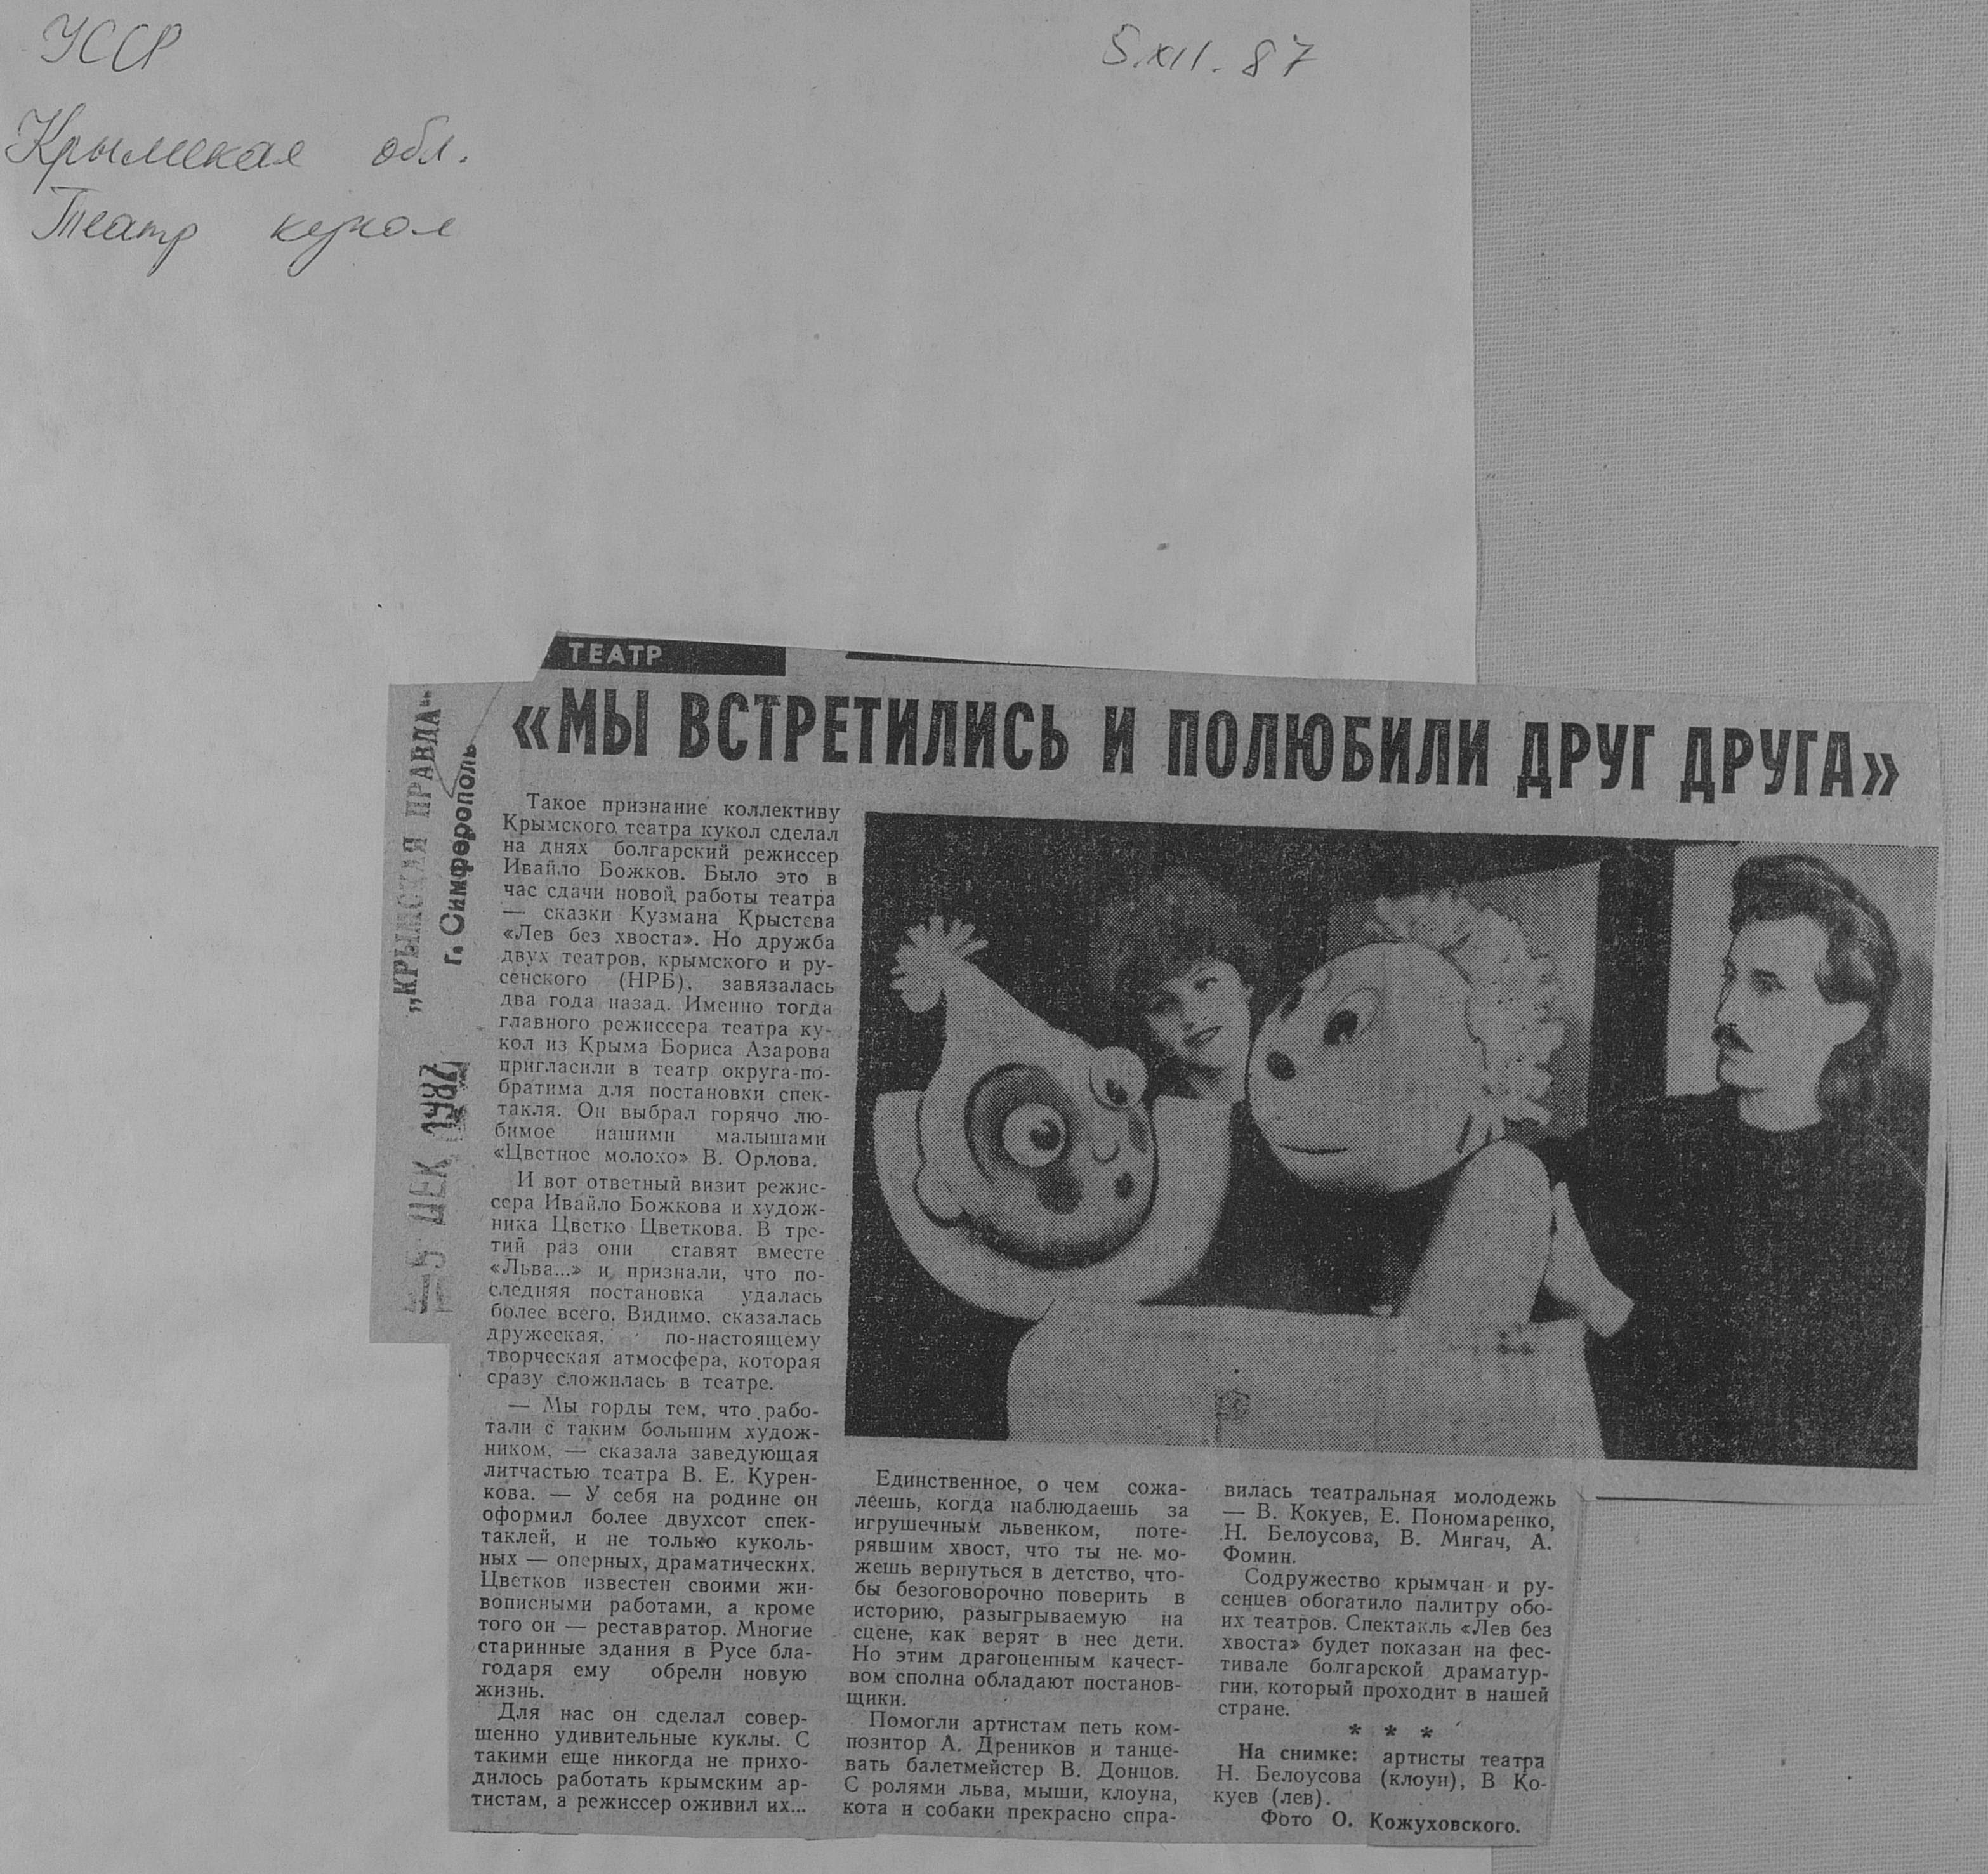 УССР
5.XII.87
Крымская обл.
Театр кукол
ТЕАТР
«МЫ ВСТРЕТИЛИСЬ И ПОЛЮБИЛИ ДРУГ ДРУГА»
„КРЫМСКАЯ ПРАВДА“
г. Симферополь
5 ДЕК 1987
Такое признание коллективу
Крымского театра кукол сделал
на днях болгарский режиссер
Ивайло Божков. Было это в
час сдачи новой работы театра
— сказки Кузмана Крыстева
«Лев без хвоста». Но дружба
двух театров, крымского и ру-
сенского (НРБ), завязалась
два года назад. Именно тогда
главного режиссера театра ку-
кол из Крыма Бориса Азарова
пригласили в театр округа-по-
братима для постановки спек-
такля. Он выбрал горячо лю-
бимое нашими малышами
«Цветное молоко» В. Орлова.
И вот ответный визит режис-
сера Ивайло Божкова и худож-
ника Цветко Цветкова. В тре-
тий раз они ставят вместе
«Льва...» и признали, что по-
следняя постановка удалась
более всего. Видимо, сказалась
дружеская, по-настоящему
творческая атмосфера, которая
сразу сложилась в театре.
— Мы горды тем, что рабо-
тали с таким большим худож-
ником, — сказала заведующая
литчастью театра В. Е. Курен-
кова. — У себя на родине он
оформил более двухсот спек-
таклей, и не только куколь-
ных — оперных, драматических.
Цветков известен своими жи-
вописными работами, а кроме
того он — реставратор. Многие
старинные здания в Русе бла-
годаря ему обрели новую
жизнь.
Для нас он сделал совер-
шенно удивительные куклы. С
такими еще никогда не прихо-
дилось работать крымским ар-
тистам, а режиссер оживил их...
Единственное, о чем сожа-
леешь, когда наблюдаешь за
игрушечным львенком, поте-
рявшим хвост, что ты не мо-
жешь вернуться в детство, что-
бы безоговорочно поверить в
историю, разыгрываемую на
сцене, как верят в нее дети.
Но этим драгоценным качест-
вом сполна обладают постанов-
щики.
Помогли артистам петь ком-
позитор А. Дреников и танце-
вать балетмейстер В. Донцов.
С ролями льва, мыши, клоуна,
кота и собаки прекрасно спра-
вилась театральная молодежь
— В. Кокуев, Е. Пономаренко,
Н. Белоусова, В. Мигач, А.
Фомин.
Содружество крымчан и ру-
сенцев обогатило палитру обо-
их театров. Спектакль «Лев без
хвоста» будет показан на фес-
тивале болгарской драматур-
гии, который проходит в нашей
стране.
* * *
На снимке: артисты театра
Н. Белоусова (клоун), В Ко-
куев (лев).
Фото О. Кожуховского.